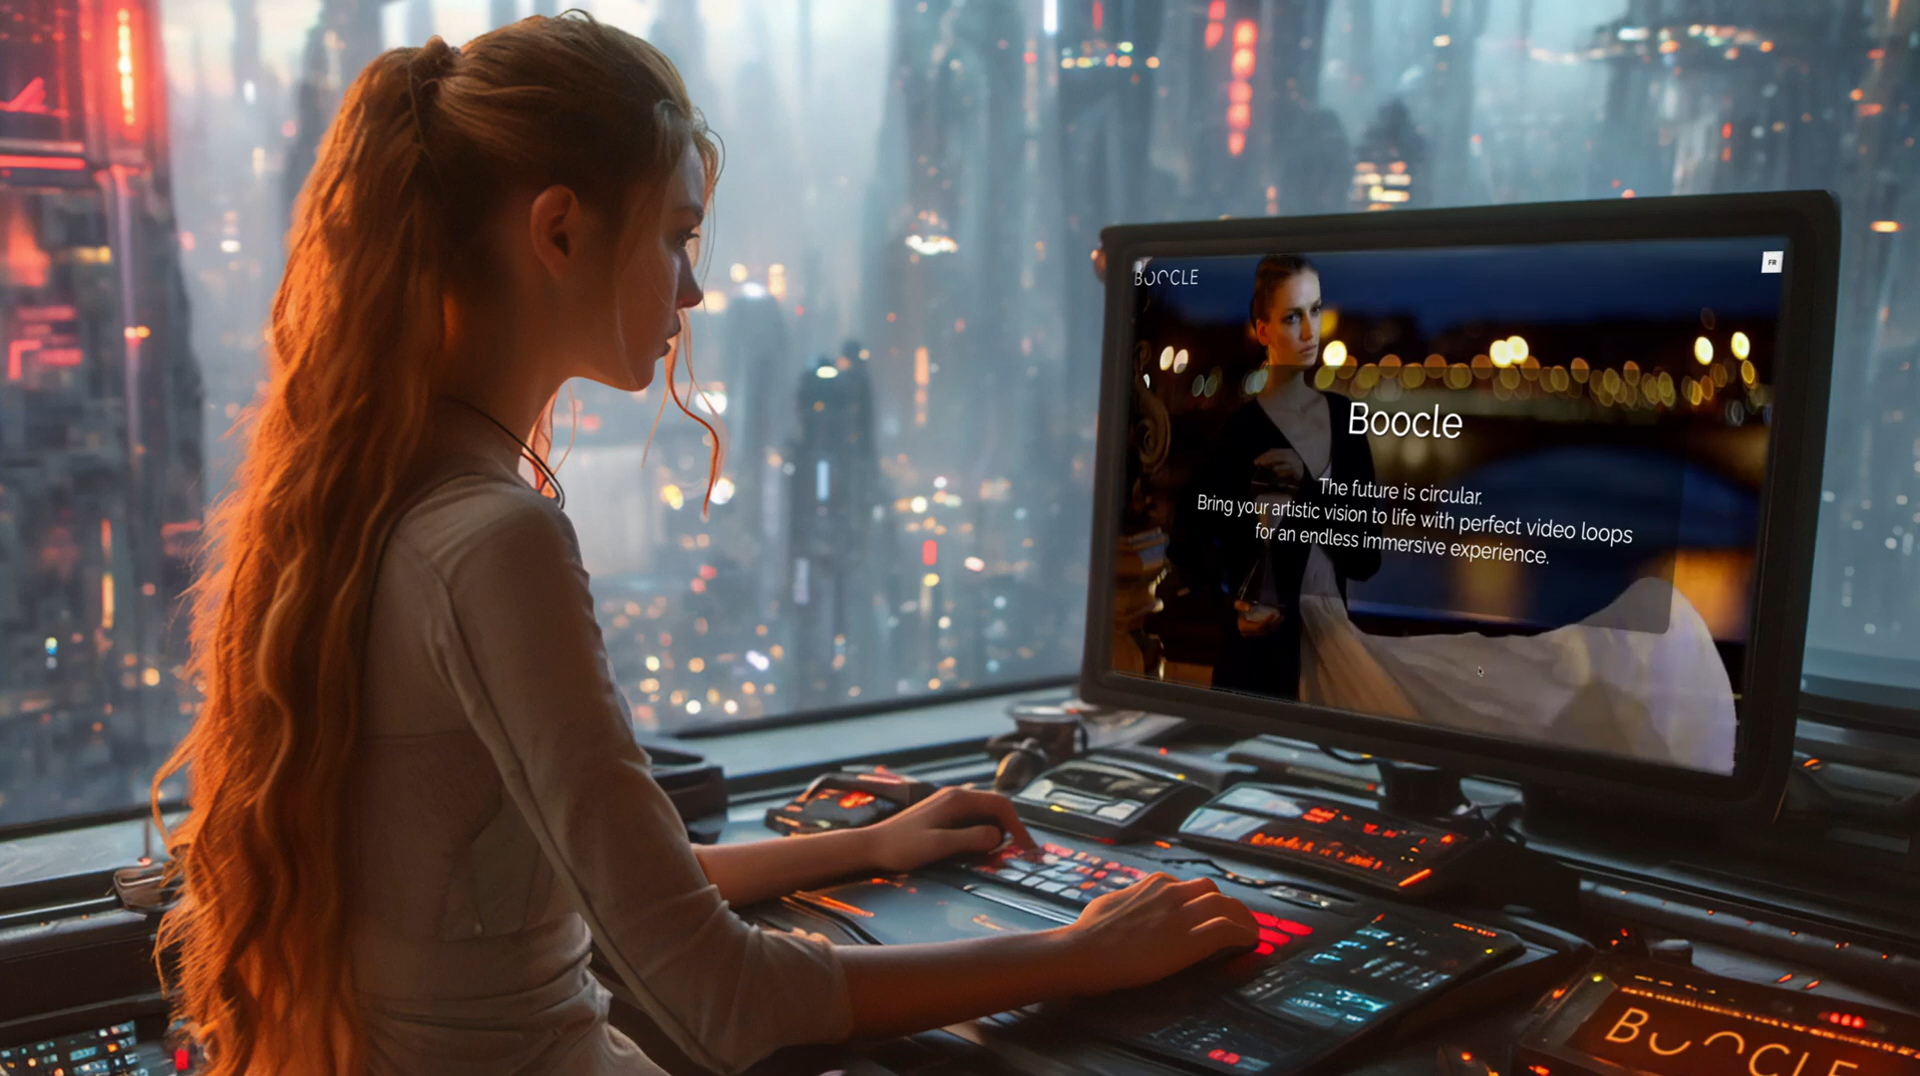 BOOCLE
FR
Boocle
The future is circular.
Bring your artistic vision to life with perfect video loops
for an endless immersive experience.
BOOCLE